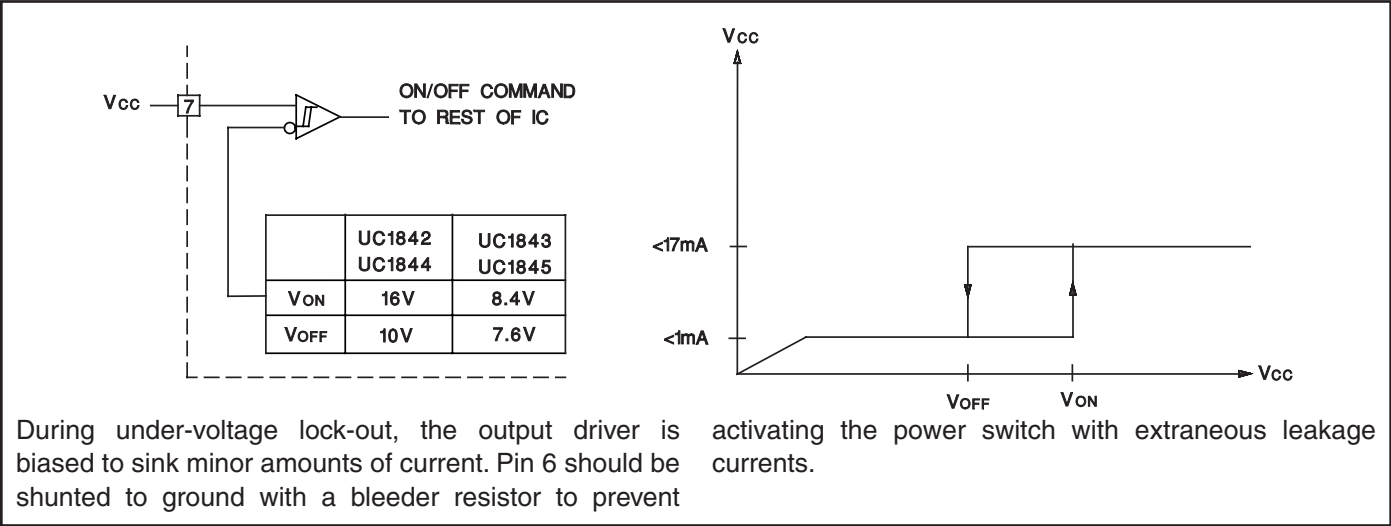 Vcc
7
ON/OFF COMMAND
TO REST OF IC
UC1842 UC1843
UC1844 UC1845
VON 16V 8.4V
VOFF 10V 7.6V
Vcc
<17mA
<1mA
Vcc
VOFF VON
During under-voltage lock-out, the output driver is
biased to sink minor amounts of current. Pin 6 should be
shunted to ground with a bleeder resistor to prevent
activating the power switch with extraneous leakage
currents.